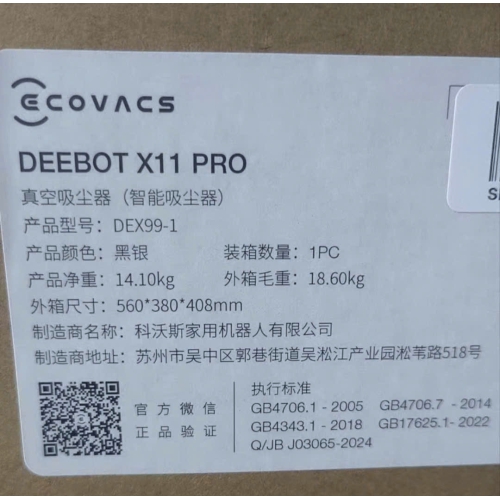 ECOVACS
DEEBOT X11 PRO
真空吸尘器（智能吸尘器）
产品型号：DEX99-1
产品颜色：黑银 装箱数量：1PC
产品净重：14.10kg 外箱毛重：18.60kg
外箱尺寸：560*380*408mm
制造商名称：科沃斯家用机器人有限公司
制造商地址：苏州市吴中区郭巷街道吴淞江产业园淞苇路518号
官方微信
正品验证
执行标准
GB4706.1 - 2005 GB4706.7 - 2014
GB4343.1 - 2018 GB17625.1- 2022
Q/JB J03065-2024